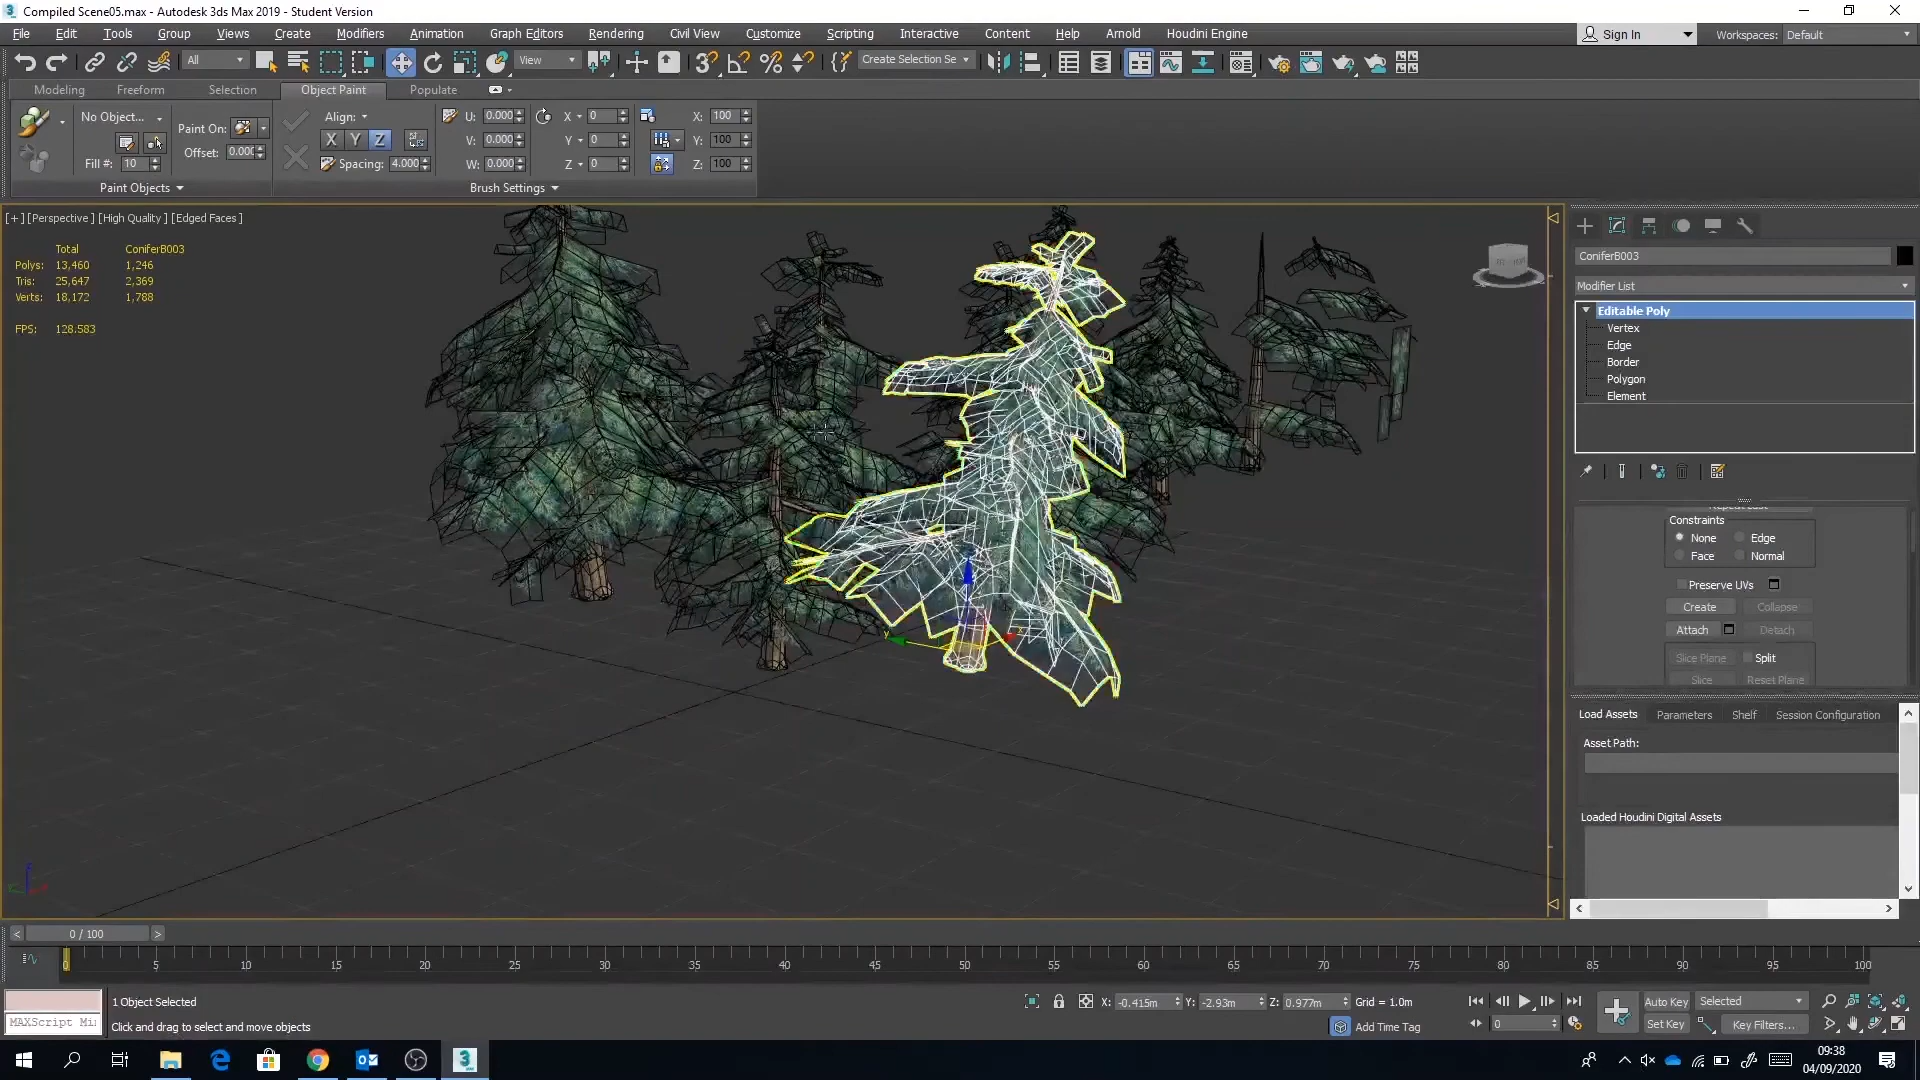 Compiled Scene05.max - Autodesk 3ds Max 2019 - Student Version
File Edit Tools Group Views Create Modifiers Animation Graph Editors Rendering Civil View Customize Scripting Interactive Content Help Arnold Houdini Engine Sign In Workspaces: Default
All View Create Selection Se
Modeling Freeform Selection Object Paint Populate
No Object... Paint On: Align: U: 0.000 X 0 X: 100
X Y Z V: 0.000 Y 0 Y: 100
Offset: 0.000
Fill #: 10 Spacing: 4.000 W: 0.000 Z 0 Z: 100
Paint Objects Brush Settings
[+] [Perspective ] [High Quality ] [Edged Faces ]
Total ConiferB003
Polys: 13,460 1,246
Tris: 25,647 2,369
Verts: 18,172 1,788
FPS: 128.583
ConiferB003
Modifier List
Editable Poly
Vertex
Edge
Border
Polygon
Element
Constraints
None Edge
Face Normal
Preserve UVs
Create Collapse
Attach Detach
Slice Plane Split
Slice Reset Plane
Load Assets Parameters Shelf Session Configuration
Asset Path:
Loaded Houdini Digital Assets
y
< 0 / 100 >
0 5 10 15 20 25 30 35 40 45 50 55 60 65 70 75 80 85 90 95 100
1 Object Selected X: -0.415m Y: -2.93m Z: 0.977m Grid = 1.0m Auto Key Selected
MAXScript Mi Click and drag to select and move objects Add Time Tag 0 Set Key Key Filters...
09:38
04/09/2020